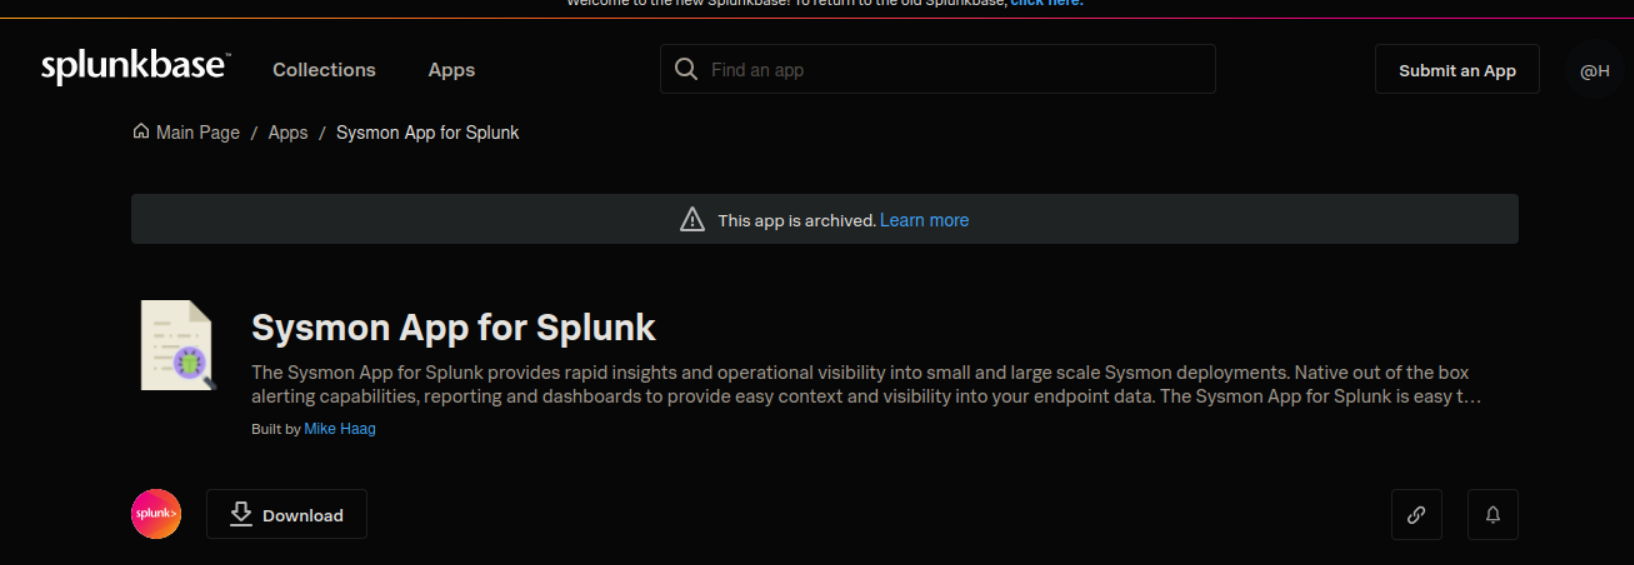 Welcome to the new Splunkbase! To return to the old Splunkbase, click here.
splunkbase™
Collections
Apps
Find an app
Submit an App
@H
Main Page / Apps / Sysmon App for Splunk
This app is archived. Learn more
Sysmon App for Splunk
The Sysmon App for Splunk provides rapid insights and operational visibility into small and large scale Sysmon deployments. Native out of the box
alerting capabilities, reporting and dashboards to provide easy context and visibility into your endpoint data. The Sysmon App for Splunk is easy t...
Built by Mike Haag
splunk>
Download